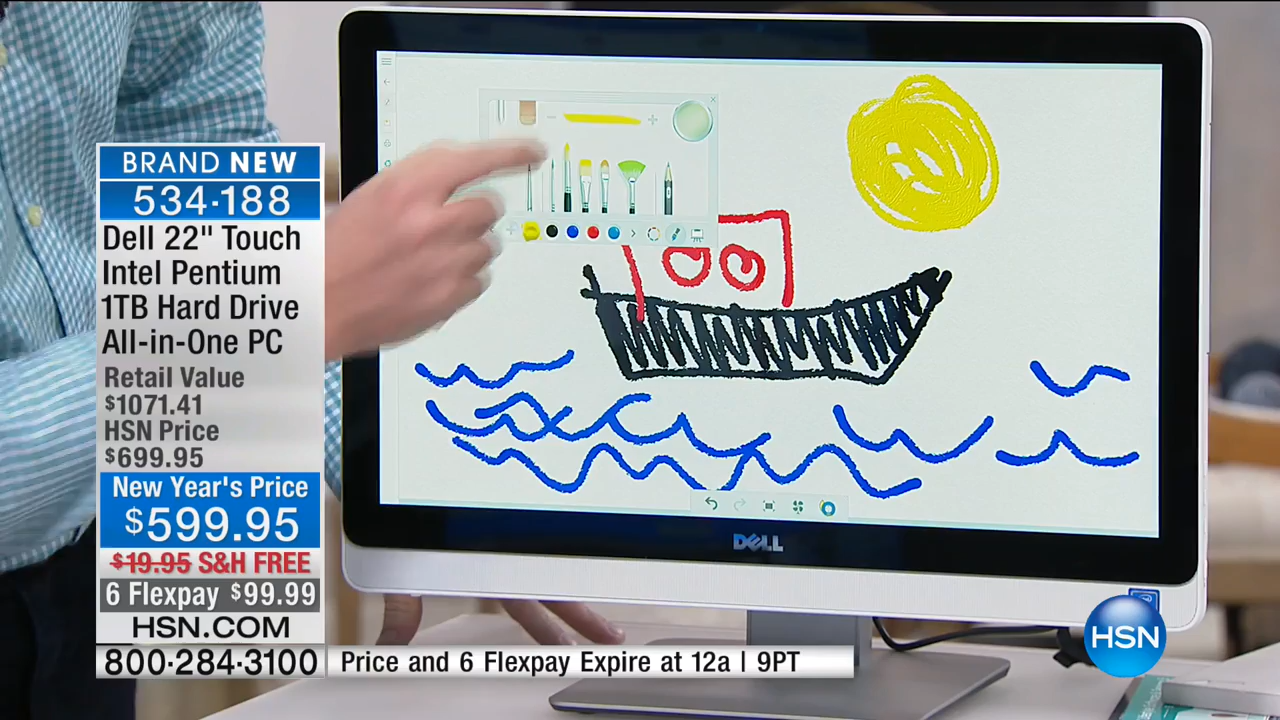 BRAND NEW
534·188
Dell 22" Touch
Intel Pentium
1TB Hard Drive
All-in-One PC
Retail Value
$1071.41
HSN Price
$699.95
New Year's Price
$599.95
$19.95 S&H FREE
6 Flexpay $99.99
HSN.COM
800·284·3100
Price and 6 Flexpay Expire at 12a | 9PT
DELL
HSN